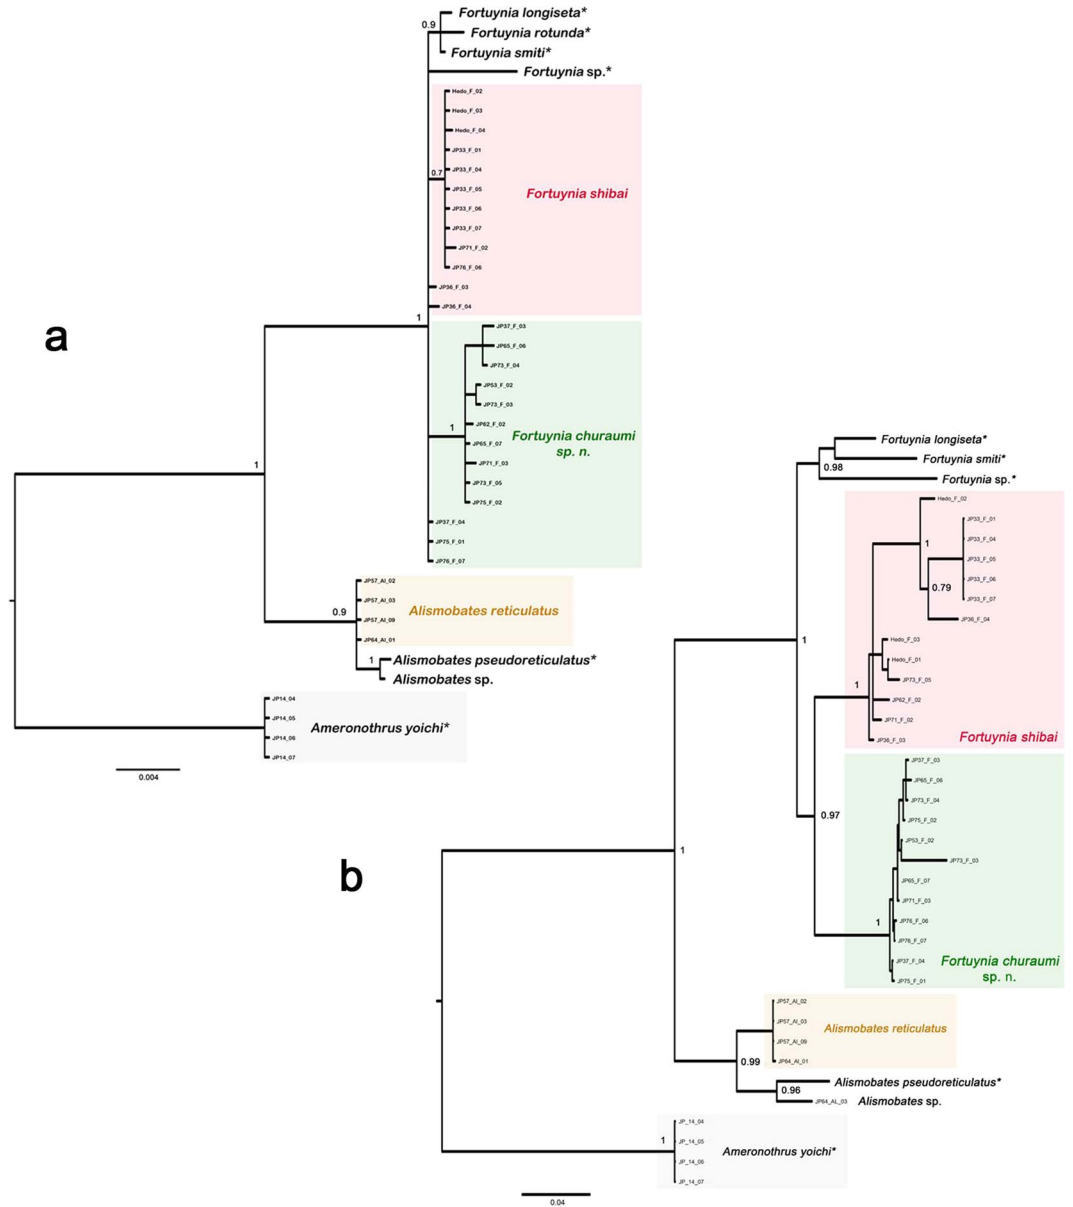 Fortuynia longiseta*
0.9
Fortuynia rotunda*
Fortuynia smiti*
Fortuynia sp.*
Hedo_F_02
Hedo_F_03
Hedo_F_04
JP33_F_01
JP33_F_04
0.7
JP33_F_05
Fortuynia shibai
JP33_F_06
JP33_F_07
JP71_F_02
JP76_F_06
JP36_F_03
JP36_F_04
1
a
JP37_F_03
JP65_F_06
JP73_F_04
JP53_F_02
JP73_F_03
JP62_F_02
1
Fortuynia churaumi
sp. n.
JP65_F_07
JP71_F_03
JP73_F_05
JP75_F_02
JP37_F_04
JP75_F_01
JP76_F_07
1
JP57_Al_02
JP57_Al_03
0.9
Alismobates reticulatus
JP57_Al_09
JP64_Al_01
1
Alismobates pseudoreticulatus*
Alismobates sp.
JP14_04
JP14_05
Ameronothrus yoichi*
JP14_06
JP14_07
0.004
b
Fortuynia longiseta*
Fortuynia smiti*
0.98
Fortuynia sp.*
Hedo_F_02
JP33_F_01
JP33_F_04
1
JP33_F_05
JP33_F_06
0.79
JP33_F_07
JP36_F_04
Hedo_F_03
1
Hedo_F_01
JP73_F_05
1
JP62_F_02
JP71_F_02
JP36_F_03
Fortuynia shibai
JP37_F_03
JP65_F_06
JP73_F_04
0.97
JP75_F_02
JP53_F_02
1
JP73_F_03
JP65_F_07
JP71_F_03
1
JP76_F_06
JP76_F_07
JP37_F_04
Fortuynia churaumi
sp. n.
JP75_F_01
JP57_Al_02
JP57_Al_03
Alismobates reticulatus
JP57_Al_09
JP64_Al_01
0.99
Alismobates pseudoreticulatus*
0.96
JP64_AL_03 Alismobates sp.
JP_14_04
1
JP_14_05
Ameronothrus yoichi*
JP_14_06
JP_14_07
0.04